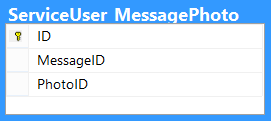 ServiceUser_MessagePhoto
ID
MessageID
PhotoID